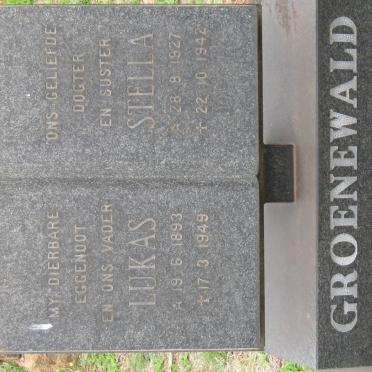 MY DIERBARE
EGGENOOT
EN ONS VADER
LUKAS
☆ 19 6 1893
✝ 17 3 1949
ONS GELIEFDE
DOGTER
EN SUSTER
STELLA
☆ 28 8 1927
✝ 22 10 1942
GROENEWALD